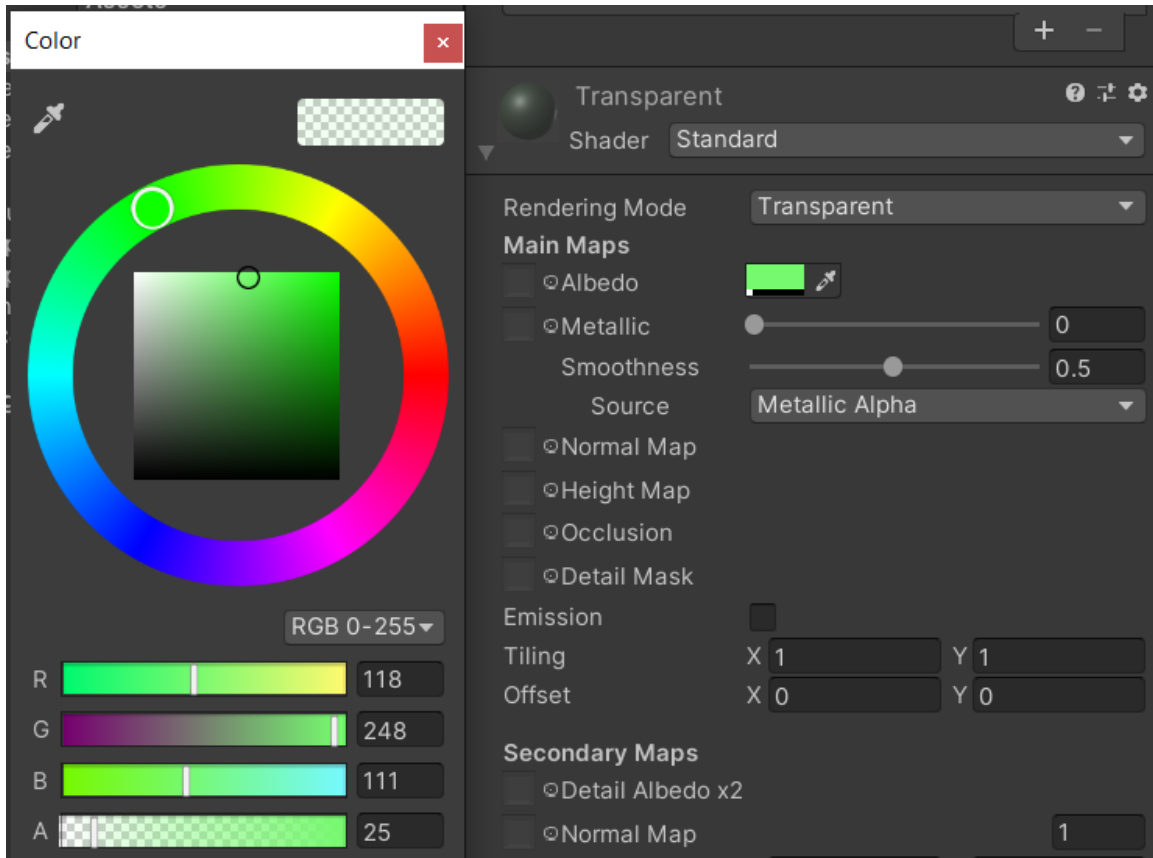 Color
RGB 0-255
R 118
G 248
B 111
A 25
Transparent
Shader Standard
Rendering Mode Transparent
Main Maps
Albedo
Metallic 0
Smoothness 0.5
Source Metallic Alpha
Normal Map
Height Map
Occlusion
Detail Mask
Emission
Tiling X 1 Y 1
Offset X 0 Y 0
Secondary Maps
Detail Albedo x2
Normal Map 1